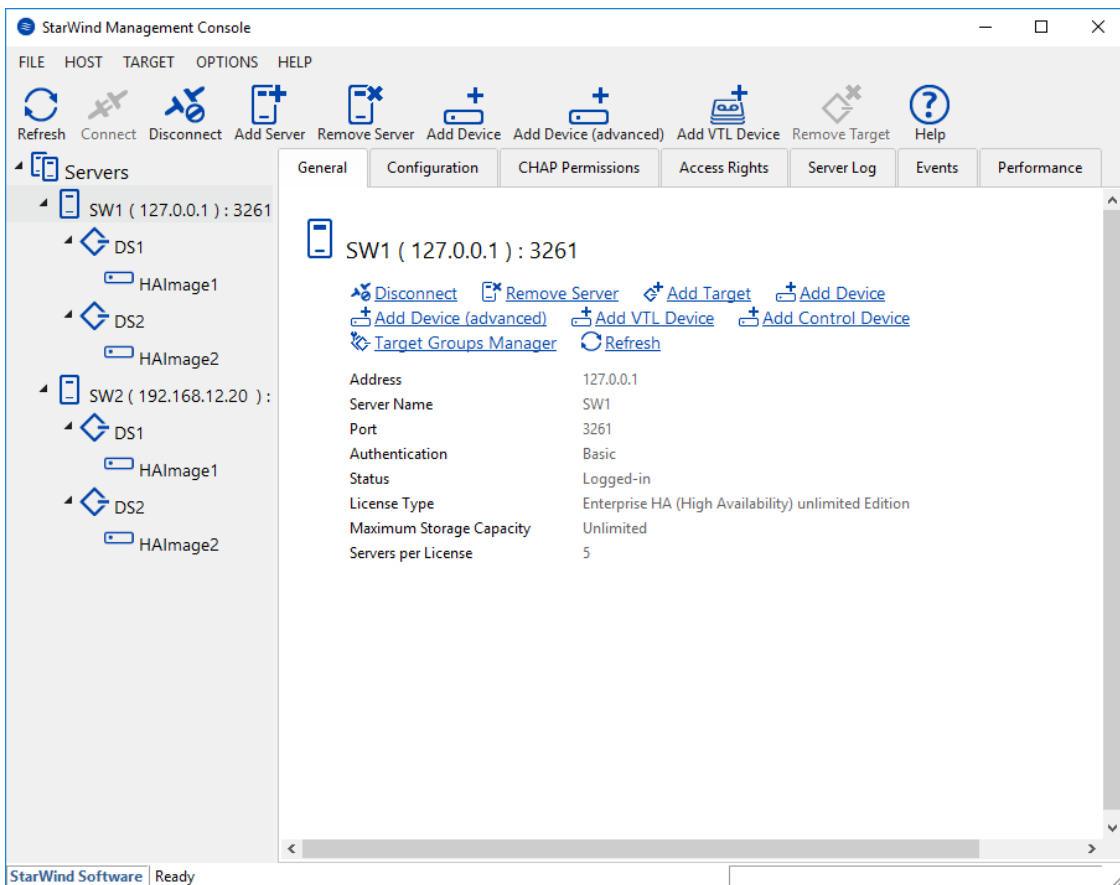 StarWind Management Console
FILE HOST TARGET OPTIONS HELP
Refresh Connect Disconnect Add Server Remove Server Add Device Add Device (advanced) Add VTL Device Remove Target Help
Servers
SW1 ( 127.0.0.1 ) : 3261
DS1
HAImage1
DS2
HAImage2
SW2 ( 192.168.12.20 ) :
DS1
HAImage1
DS2
HAImage2
General Configuration CHAP Permissions Access Rights Server Log Events Performance
SW1 ( 127.0.0.1 ) : 3261
Disconnect Remove Server Add Target Add Device
Add Device (advanced) Add VTL Device Add Control Device
Target Groups Manager Refresh
Address 127.0.0.1
Server Name SW1
Port 3261
Authentication Basic
Status Logged-in
License Type Enterprise HA (High Availability) unlimited Edition
Maximum Storage Capacity Unlimited
Servers per License 5
StarWind Software Ready